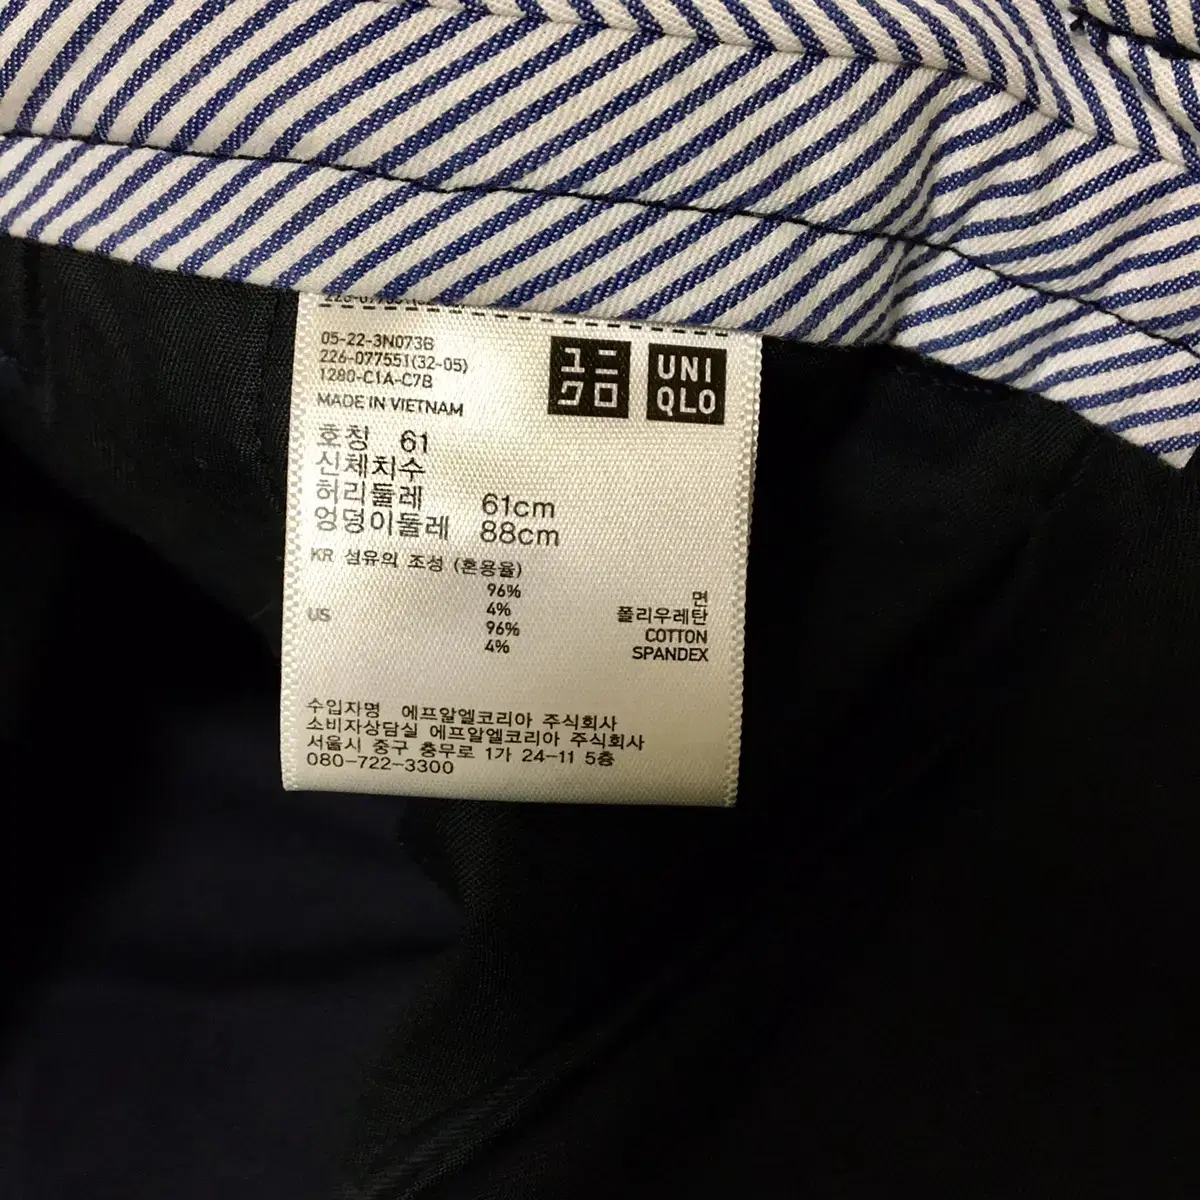 05-22-3N073B
226-077551(32-05)
1280-C1A-C7B
MADE IN VIETNAM
ユニ
クロ
UNI
QLO
호칭 61
신체치수
허리둘레 61cm
엉덩이둘레 88cm
KR 섬유의 조성 (혼용율)
96% 면
4% 폴리우레탄
US 96% COTTON
4% SPANDEX
수입자명 에프알엘코리아 주식회사
소비자상담실 에프알엘코리아 주식회사
서울시 중구 충무로 1가 24-11 5층
080-722-3300